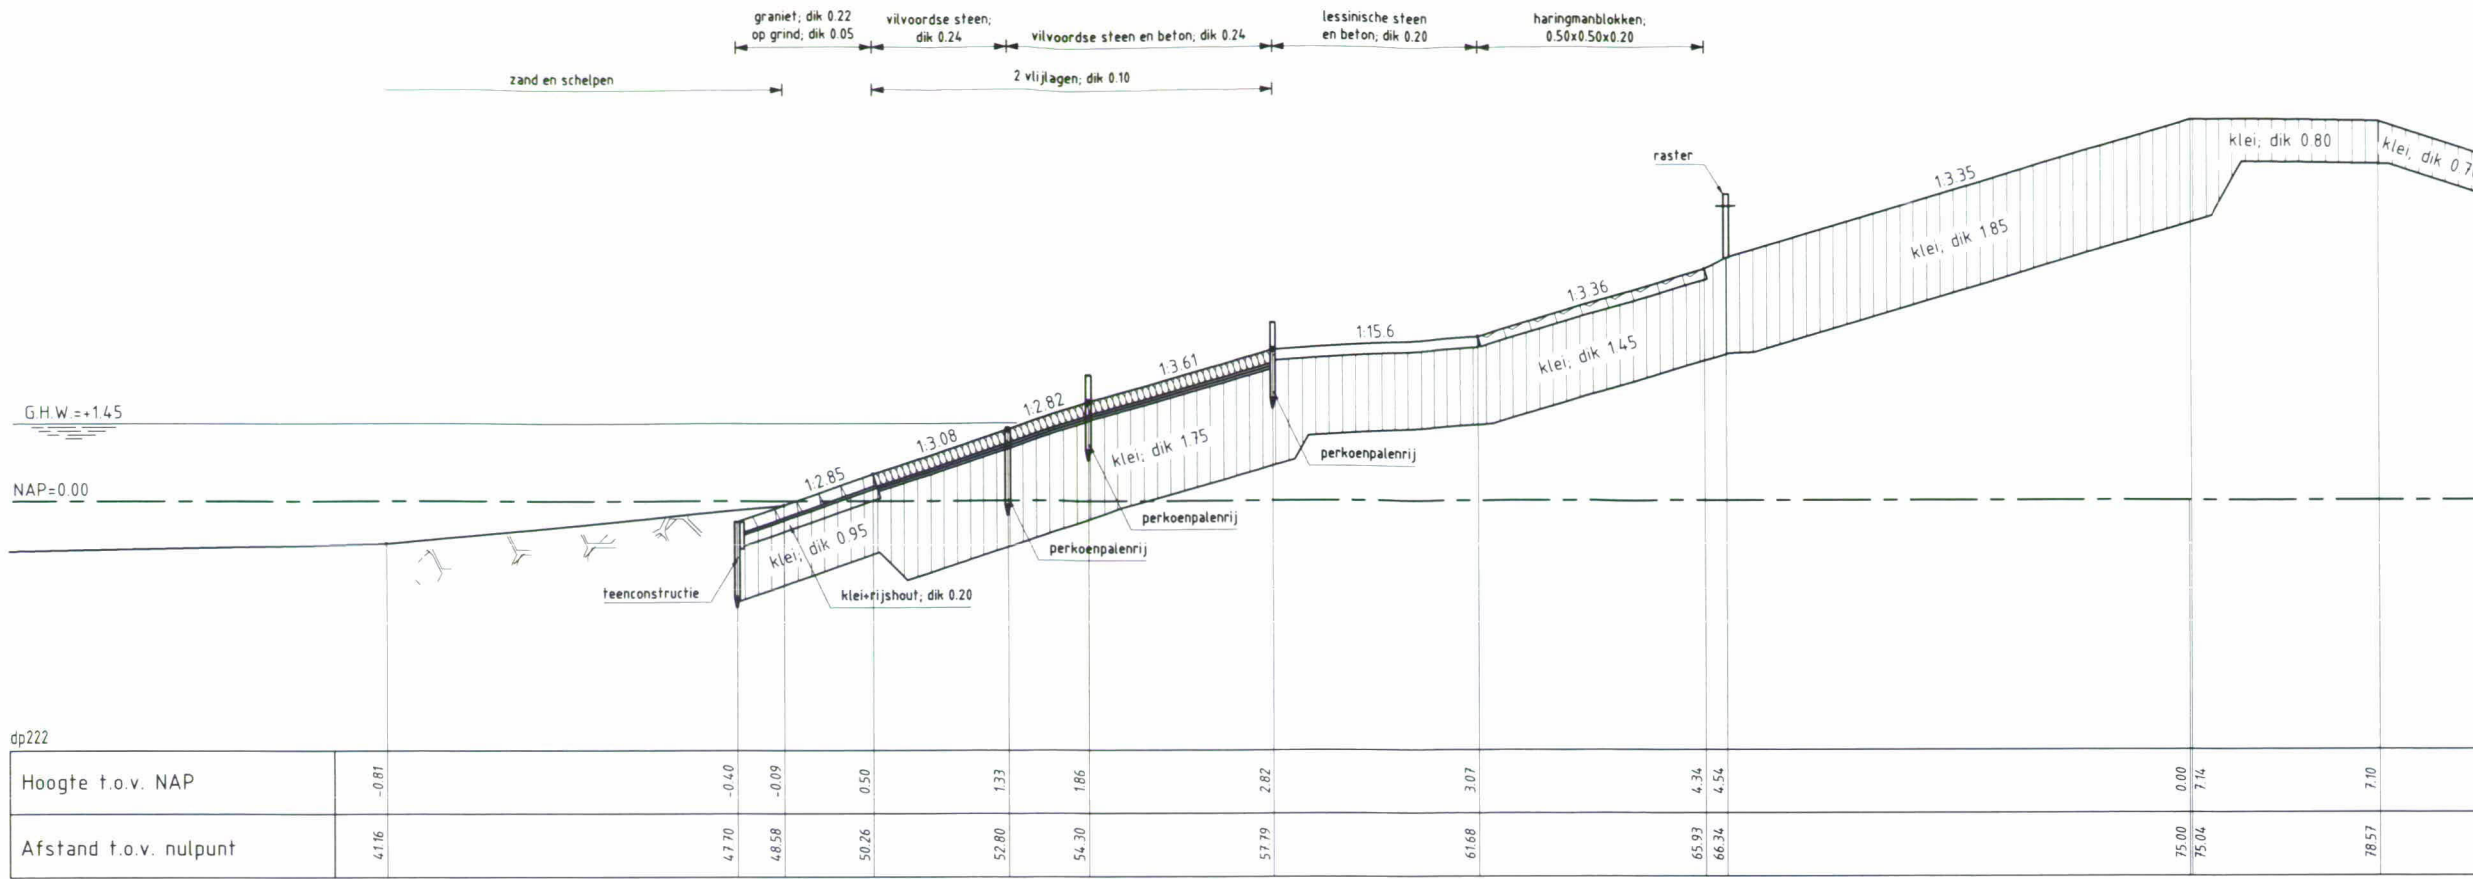 graniet; dik 0.22
op grind; dik 0.05
vilvoordse steen;
dik 0.24
vilvoordse steen en beton; dik 0.24
lessinische steen
en beton; dik 0.20
haringmanblokken;
0.50x0.50x0.20
zand en schelpen
2 vlijlagen; dik 0.10
klei; dik 0.80
klei, dik 0.7
raster
1:3.35
klei, dik 1.85
1:3.36
1:15.6
klei, dik 1.45
1:3.61
1:2.82
G.H.W.=+1.45
1:3.08
klei; dik 1.75
perkoenpalenrij
1:2.85
NAP=0.00
perkoenpalenrij
klei; dik 0.95
perkoenpalenrij
teenconstructie
klei+rijshout; dik 0.20
dp222
Hoogte t.o.v. NAP -0.81 -0.40 -0.09 0.50 1.33 1.86 2.82 3.07 4.34 4.54 0.00 7.14 7.10
Afstand t.o.v. nulpunt 41.16 47.70 48.58 50.26 52.80 54.30 57.79 61.68 65.93 66.34 75.00 75.04 78.57